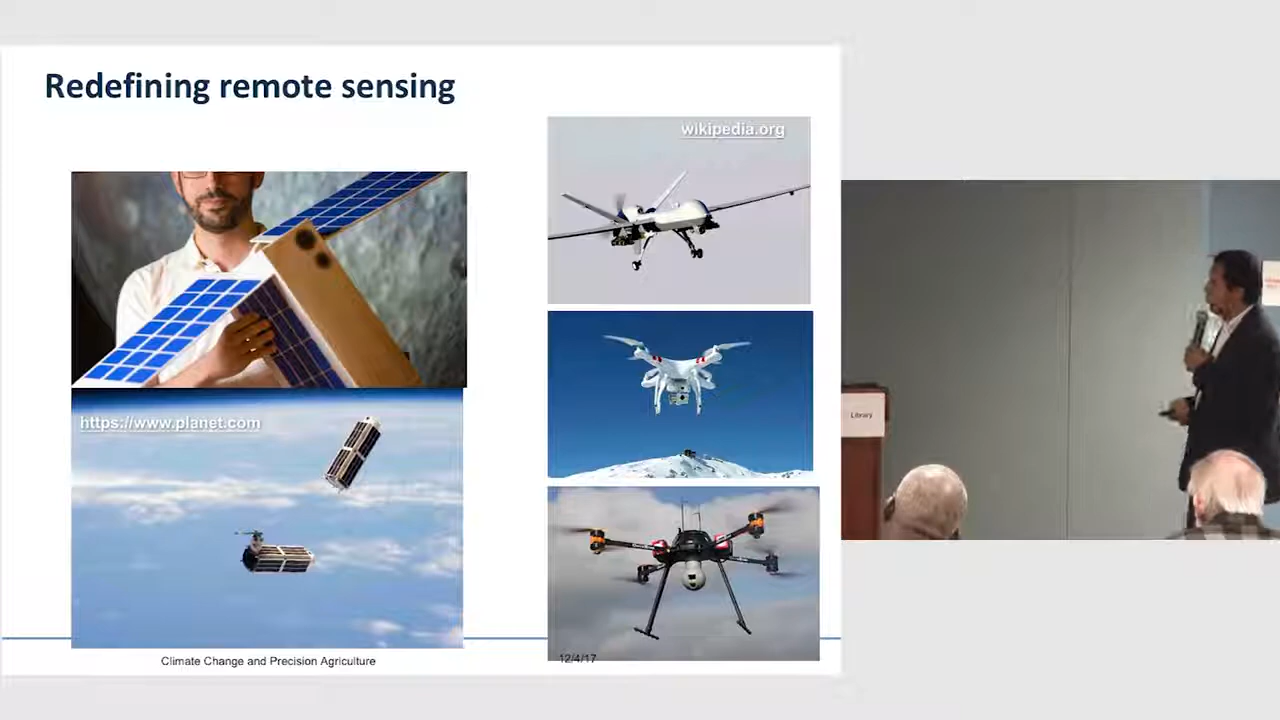 Redefining remote sensing
wikipedia.org
https://www.planet.com
Climate Change and Precision Agriculture
12/4/17
Library